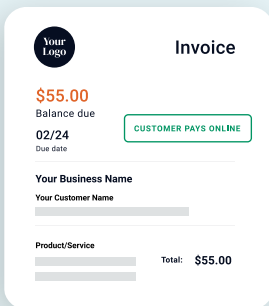 Your
Logo
Invoice
$55.00
Balance due
CUSTOMER PAYS ONLINE
02/24
Due date
Your Business Name
Your Customer Name
Product/Service
Total: $55.00